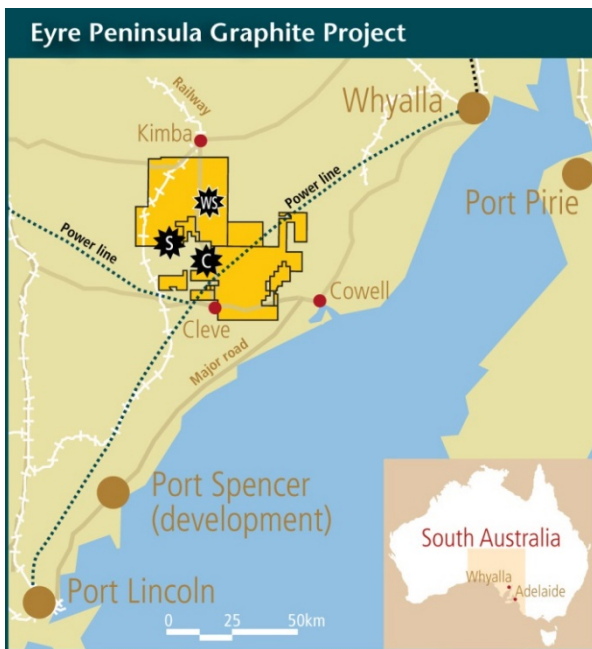 Eyre Peninsula Graphite Project
Railway
Whyalla
Kimba
Port Pirie
WS
Power line
Power line
S
C
Cowell
Cleve
Major road
Port Spencer
(development)
South Australia
Whyalla
Adelaide
Port Lincoln
0 25 50km